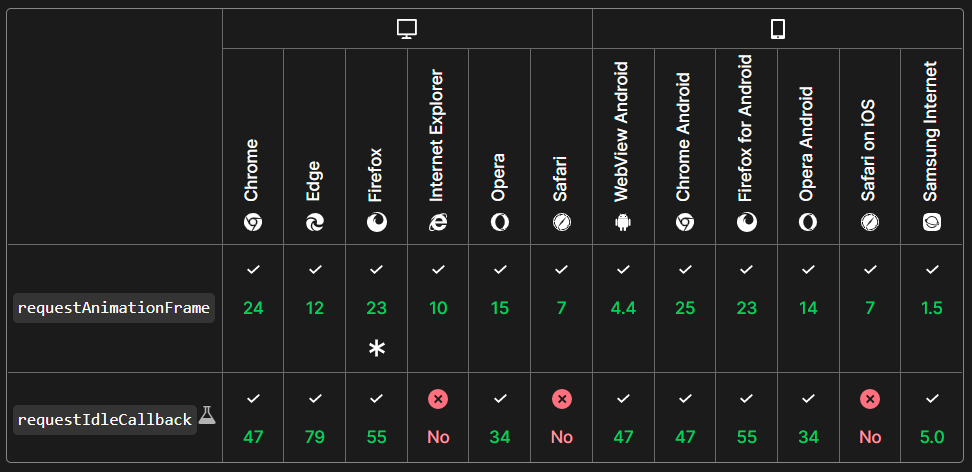 Chrome
Edge
Firefox
Internet Explorer
Opera
Safari
WebView Android
Chrome Android
Firefox for Android
Opera Android
Safari on iOS
Samsung Internet
requestAnimationFrame 24 12 23 10 15 7 4.4 25 23 14 7 1.5
*
requestIdleCallback 47 79 55 No 34 No 47 47 55 34 No 5.0